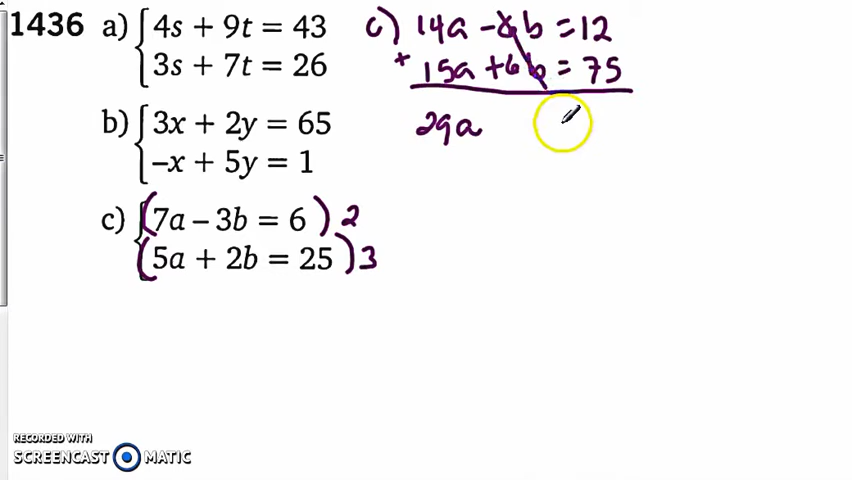 1436 a) 4s + 9t = 43
3s + 7t = 26
b) 3x + 2y = 65
–x + 5y = 1
c) (7a – 3b = 6)2
(5a + 2b = 25)3
c) 14a - 6b = 12
+ 15a + 6b = 75
29a
RECORDED WITH
SCREENCAST MATIC